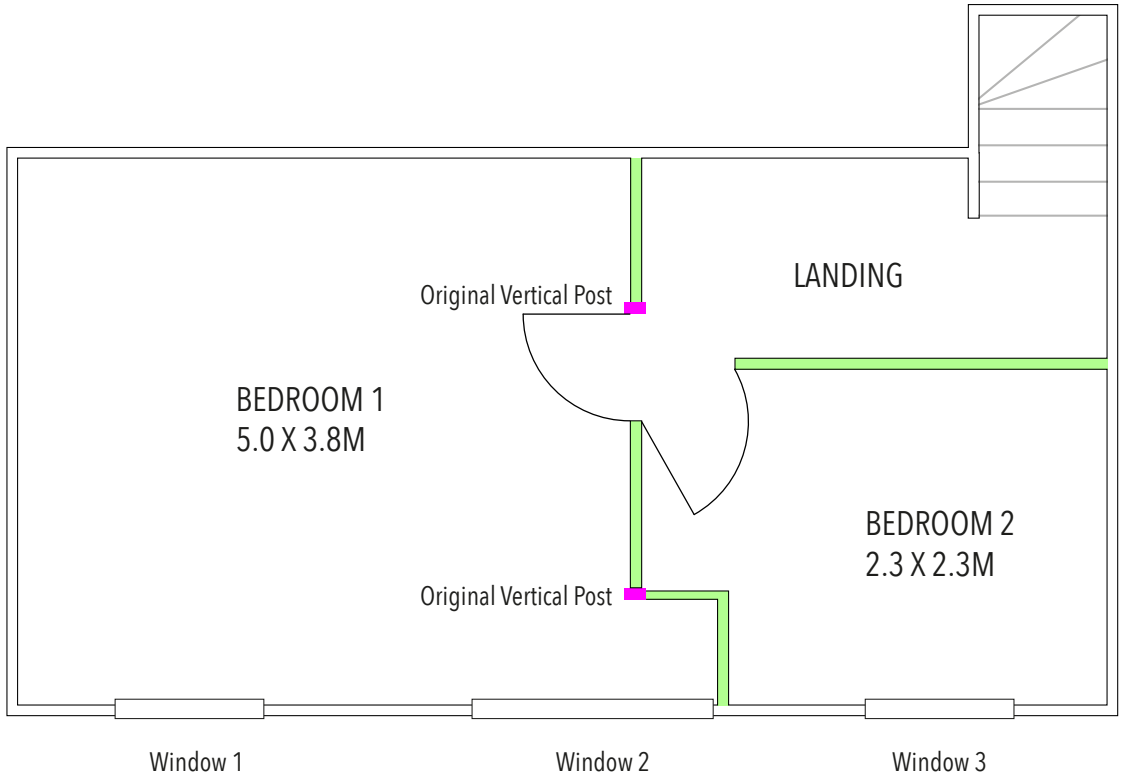 LANDING
Original Vertical Post
BEDROOM 1
5.0 X 3.8M
BEDROOM 2
2.3 X 2.3M
Original Vertical Post
Window 1
Window 2
Window 3